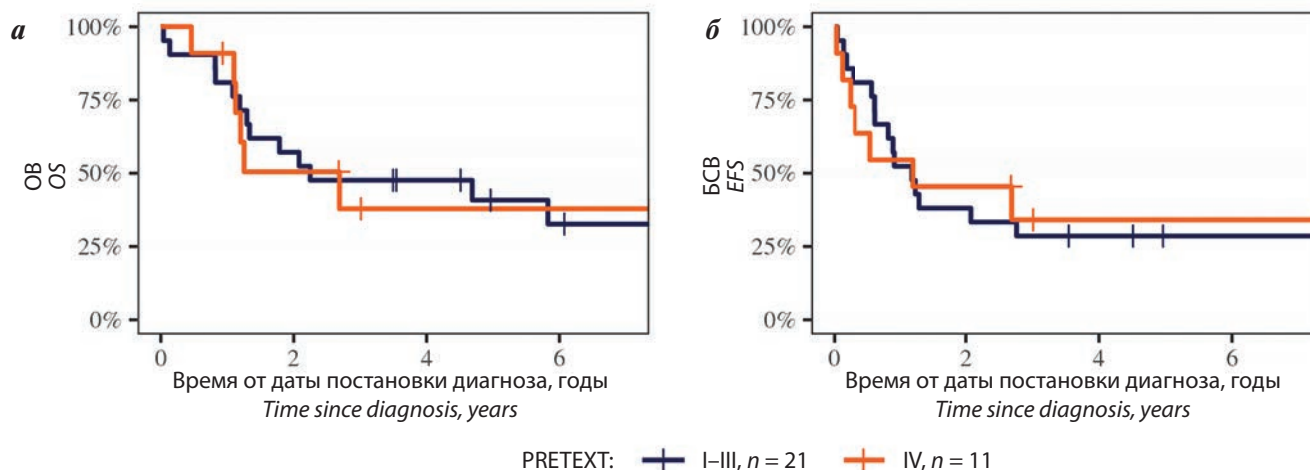 а
100%
75%
50%
25%
0%
ОВ
OS
0 2 4 6
Время от даты постановки диагноза, годы
Time since diagnosis, years
б
100%
75%
50%
25%
0%
БСВ
EFS
0 2 4 6
Время от даты постановки диагноза, годы
Time since diagnosis, years
PRETEXT: I–III, n = 21 IV, n = 11